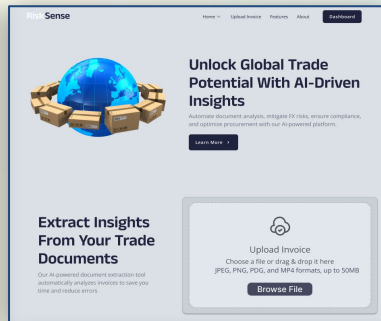 RiskSense
Home
Upload Invoice
Features
About
Dashboard
Unlock Global Trade
Potential With AI-Driven
Insights
Automate document analysis, mitigate FX risks, ensure compliance,
and optimize procurement with our AI-powered platform.
Learn More
Extract Insights
From Your Trade
Documents
Our AI-powered document extraction tool
automatically analyzes invoices to save you
time and reduce errors
Upload Invoice
Choose a file or drag & drop it here
JPEG, PNG, PDG, and MP4 formats, up to 50MB
Browse File